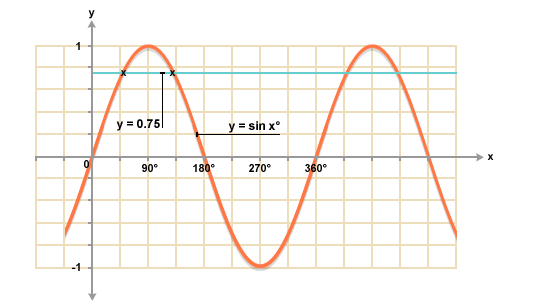 y
1
x x
y = 0.75
y = sin x°
0
x
90° 180° 270° 360°
-1